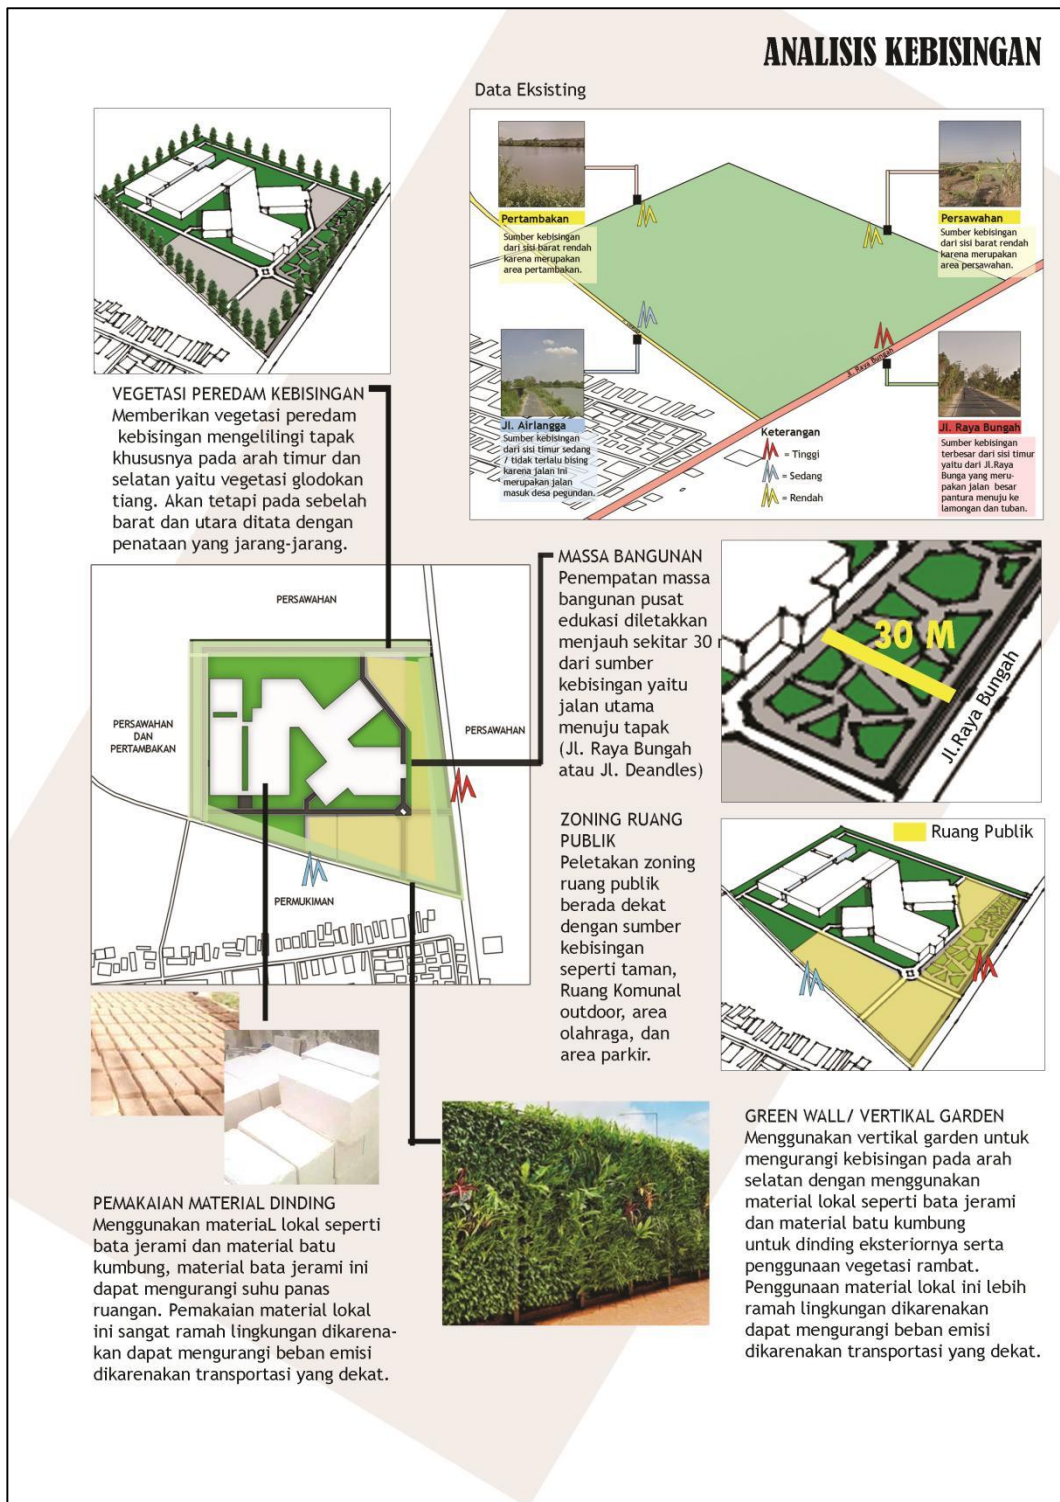 ANALISIS KEBISINGAN
Data Eksisting
Pertambakan
Sumber kebisingan
dari sisi barat rendah
karena merupakan
area pertambakan.
Persawahan
Sumber kebisingan
dari sisi barat rendah
karena merupakan
area persawahan.
Jl. Airlangga
Sumber kebisingan
dari sisi timur sedang
/ tidak terlalu bising
karena jalan ini
merupakan jalan
masuk desa pegundan.
Jl. Raya Bungah
Keterangan
= Tinggi
= Sedang
= Rendah
Jl. Raya Bungah
Sumber kebisingan
terbesar dari sisi timur
yaitu dari Jl.Raya
Bunga yang meru-
pakan jalan besar
pantura menuju ke
lamongan dan tuban.
VEGETASI PEREDAM KEBISINGAN
Memberikan vegetasi peredam
kebisingan mengelilingi tapak
khususnya pada arah timur dan
selatan yaitu vegetasi glodokan
tiang. Akan tetapi pada sebelah
barat dan utara ditata dengan
penataan yang jarang-jarang.
PERSAWAHAN
PERSAWAHAN
DAN
PERTAMBAKAN
PERSAWAHAN
PERMUKIMAN
MASSA BANGUNAN
Penempatan massa
bangunan pusat
edukasi diletakkan
menjauh sekitar 30
dari sumber
kebisingan yaitu
jalan utama
menuju tapak
(Jl. Raya Bungah
atau Jl. Deandles)
30 M
Jl.Raya Bungah
ZONING RUANG
PUBLIK
Peletakan zoning
ruang publik
berada dekat
dengan sumber
kebisingan
seperti taman,
Ruang Komunal
outdoor, area
olahraga, dan
area parkir.
Ruang Publik
PEMAKAIAN MATERIAL DINDING
Menggunakan materiaL lokal seperti
bata jerami dan material batu
kumbung, material bata jerami ini
dapat mengurangi suhu panas
ruangan. Pemakaian material lokal
ini sangat ramah lingkungan dikarena-
kan dapat mengurangi beban emisi
dikarenakan transportasi yang dekat.
GREEN WALL/ VERTIKAL GARDEN
Menggunakan vertikal garden untuk
mengurangi kebisingan pada arah
selatan dengan menggunakan
material lokal seperti bata jerami
dan material batu kumbung
untuk dinding eksteriornya serta
penggunaan vegetasi rambat.
Penggunaan material lokal ini lebih
ramah lingkungan dikarenakan
dapat mengurangi beban emisi
dikarenakan transportasi yang dekat.